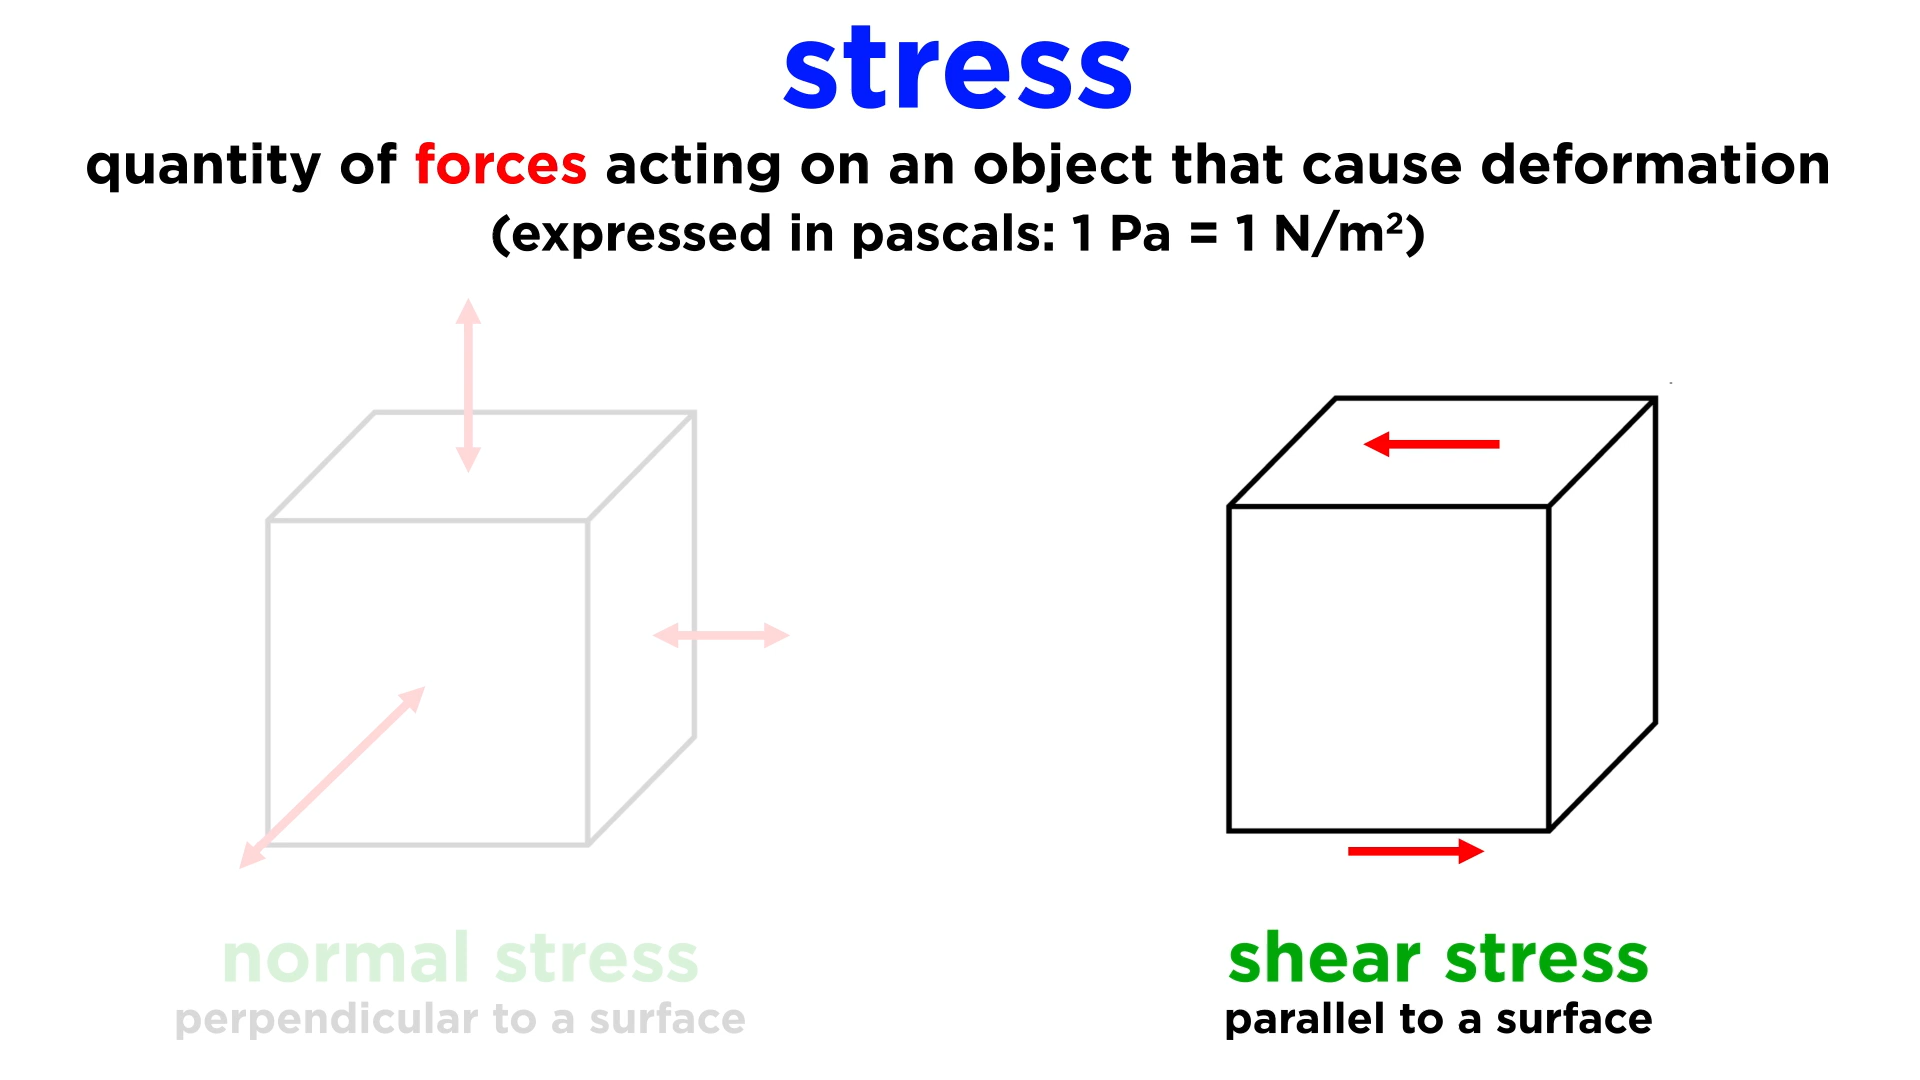 stress
quantity of forces acting on an object that cause deformation
(expressed in pascals: 1 Pa = 1 N/m²)
normal stress
perpendicular to a surface
shear stress
parallel to a surface